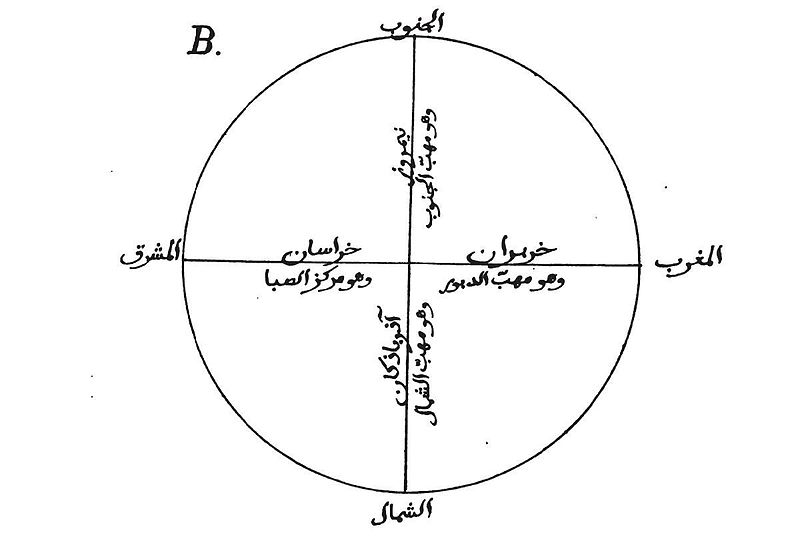 B.
الجنوب
نيمروز
وهو مهبّ الجنوب
المغرب
خربران
وهو مهبّ الدبور
خراسان
وهو مركز الصبا
المشرق
آذرباذكان
وهو مهبّ الشمال
الشمال